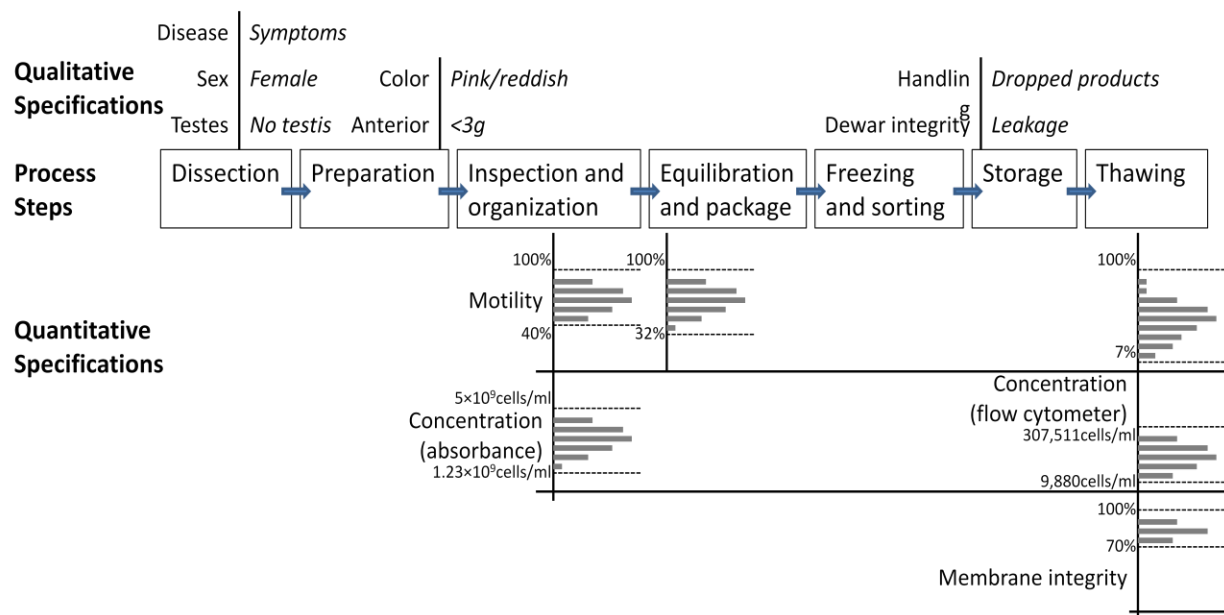 Disease Symptoms
Qualitative
Specifications
Sex Female
Color Pink/reddish
Handlin
g
Dropped products
Testes No testis
Anterior <3g
Dewar integrity Leakage
Process
Steps
Dissection
Preparation
Inspection and
organization
Equilibration
and package
Freezing
and sorting
Storage
Thawing
Quantitative
Specifications
100%
Motility
40%
100%
32%
100%
7%
5×10⁹cells/ml
Concentration
(absorbance)
1.23×10⁹cells/ml
Concentration
(flow cytometer)
307,511cells/ml
9,880cells/ml
100%
70%
Membrane integrity